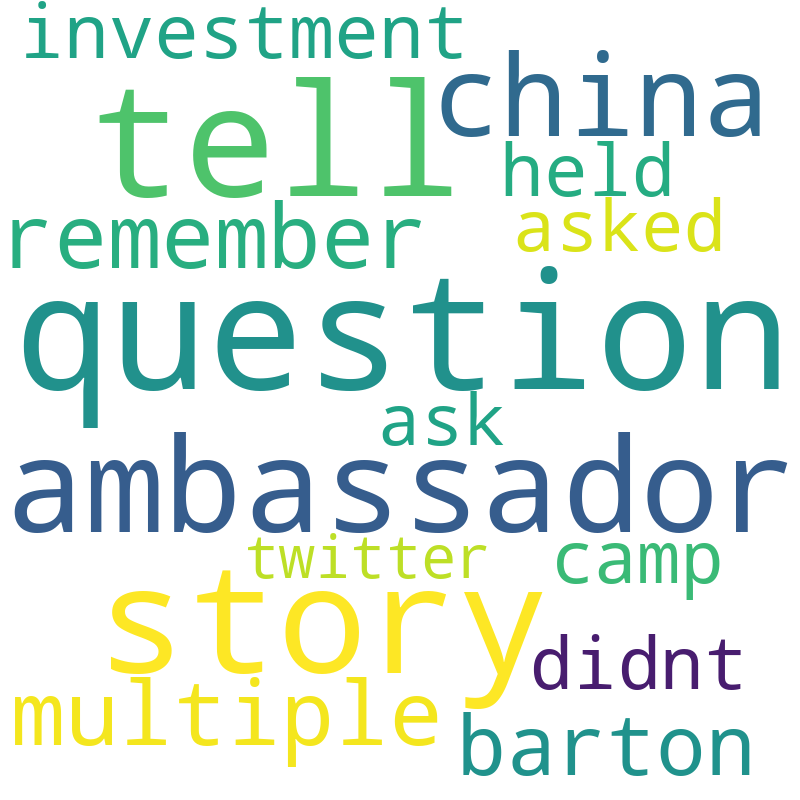 investment
china
tell
held
remember
asked
question
ask
ambassador
twitter
camp
story
didnt
multiple
barton